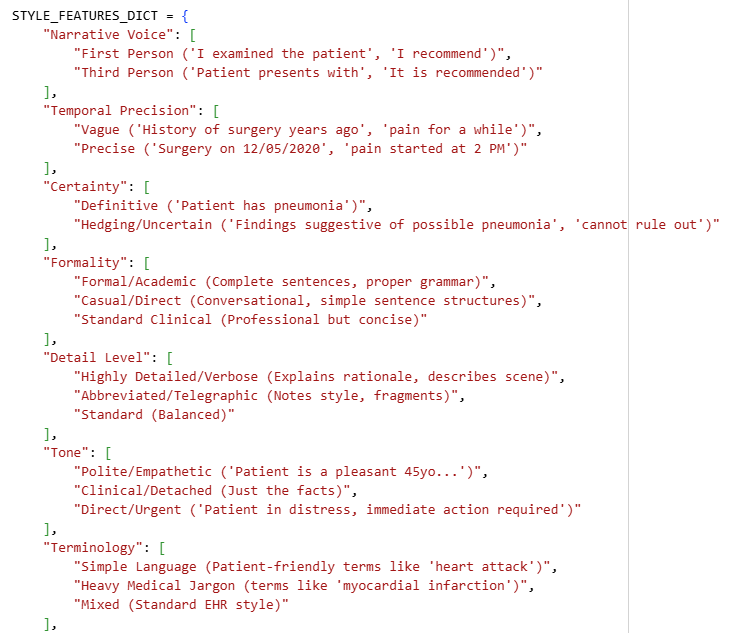 STYLE_FEATURES_DICT = {
    "Narrative Voice": [
        "First Person ('I examined the patient', 'I recommend')",
        "Third Person ('Patient presents with', 'It is recommended')"
    ],
    "Temporal Precision": [
        "Vague ('History of surgery years ago', 'pain for a while')",
        "Precise ('Surgery on 12/05/2020', 'pain started at 2 PM')"
    ],
    "Certainty": [
        "Definitive ('Patient has pneumonia')",
        "Hedging/Uncertain ('Findings suggestive of possible pneumonia', 'cannot rule out')"
    ],
    "Formality": [
        "Formal/Academic (Complete sentences, proper grammar)",
        "Casual/Direct (Conversational, simple sentence structures)",
        "Standard Clinical (Professional but concise)"
    ],
    "Detail Level": [
        "Highly Detailed/Verbose (Explains rationale, describes scene)",
        "Abbreviated/Telegraphic (Notes style, fragments)",
        "Standard (Balanced)"
    ],
    "Tone": [
        "Polite/Empathetic ('Patient is a pleasant 45yo...')",
        "Clinical/Detached (Just the facts)",
        "Direct/Urgent ('Patient in distress, immediate action required')"
    ],
    "Terminology": [
        "Simple Language (Patient-friendly terms like 'heart attack')",
        "Heavy Medical Jargon (terms like 'myocardial infarction')",
        "Mixed (Standard EHR style)"
    ],